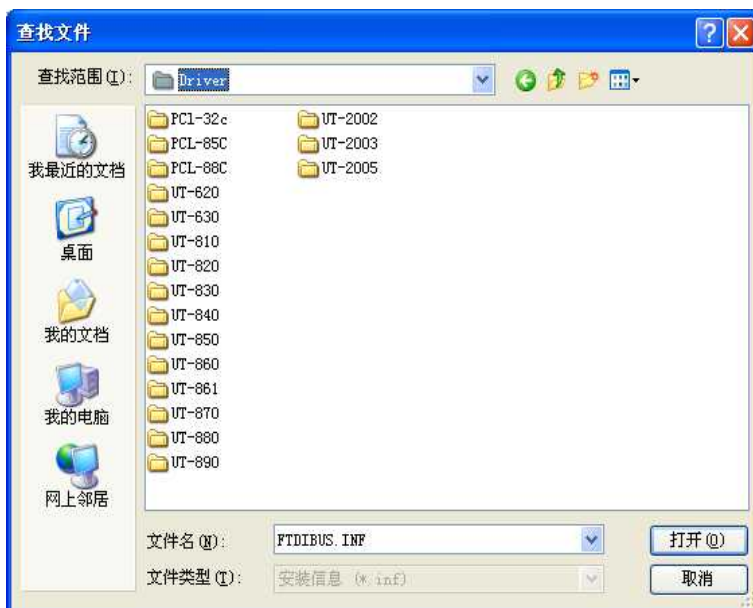 查找文件
查找范围(I):
Driver
我最近的文档
桌面
我的文档
我的电脑
网上邻居
PCl-32c
PCL-85C
PCL-88C
UT-620
UT-630
UT-810
UT-820
UT-830
UT-840
UT-850
UT-860
UT-861
UT-870
UT-880
UT-890
UT-2002
UT-2003
UT-2005
文件名(N):
FTDIBUS.INF
打开(O)
文件类型(T):
安装信息 (*.inf)
取消